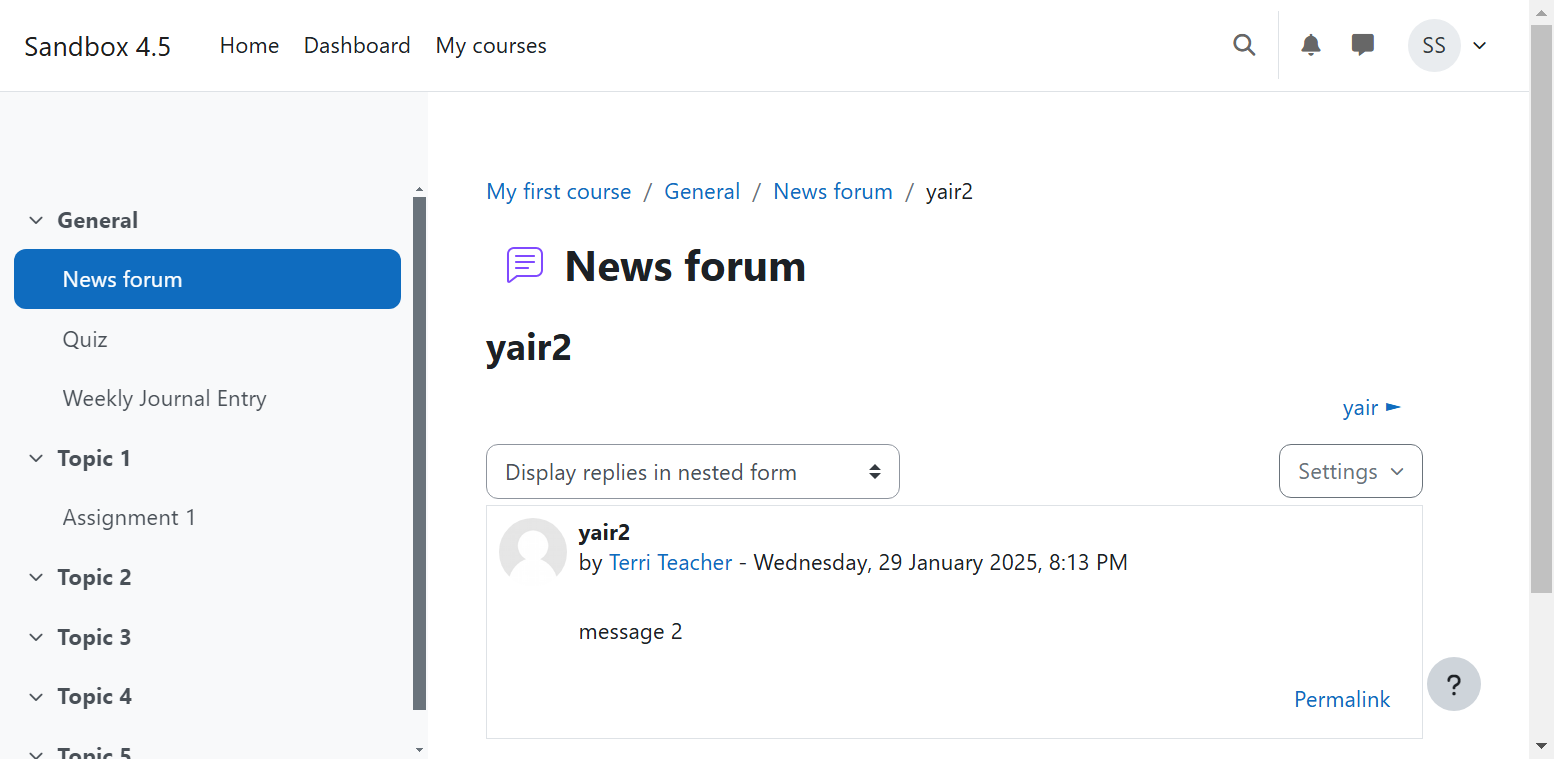 Sandbox 4.5 Home Dashboard My courses SS
General
News forum
Quiz
Weekly Journal Entry
Topic 1
Assignment 1
Topic 2
Topic 3
Topic 4
Topic 5
My first course / General / News forum / yair2
News forum
yair2
yair ►
Display replies in nested form
Settings
yair2
by Terri Teacher - Wednesday, 29 January 2025, 8:13 PM
message 2
Permalink
?